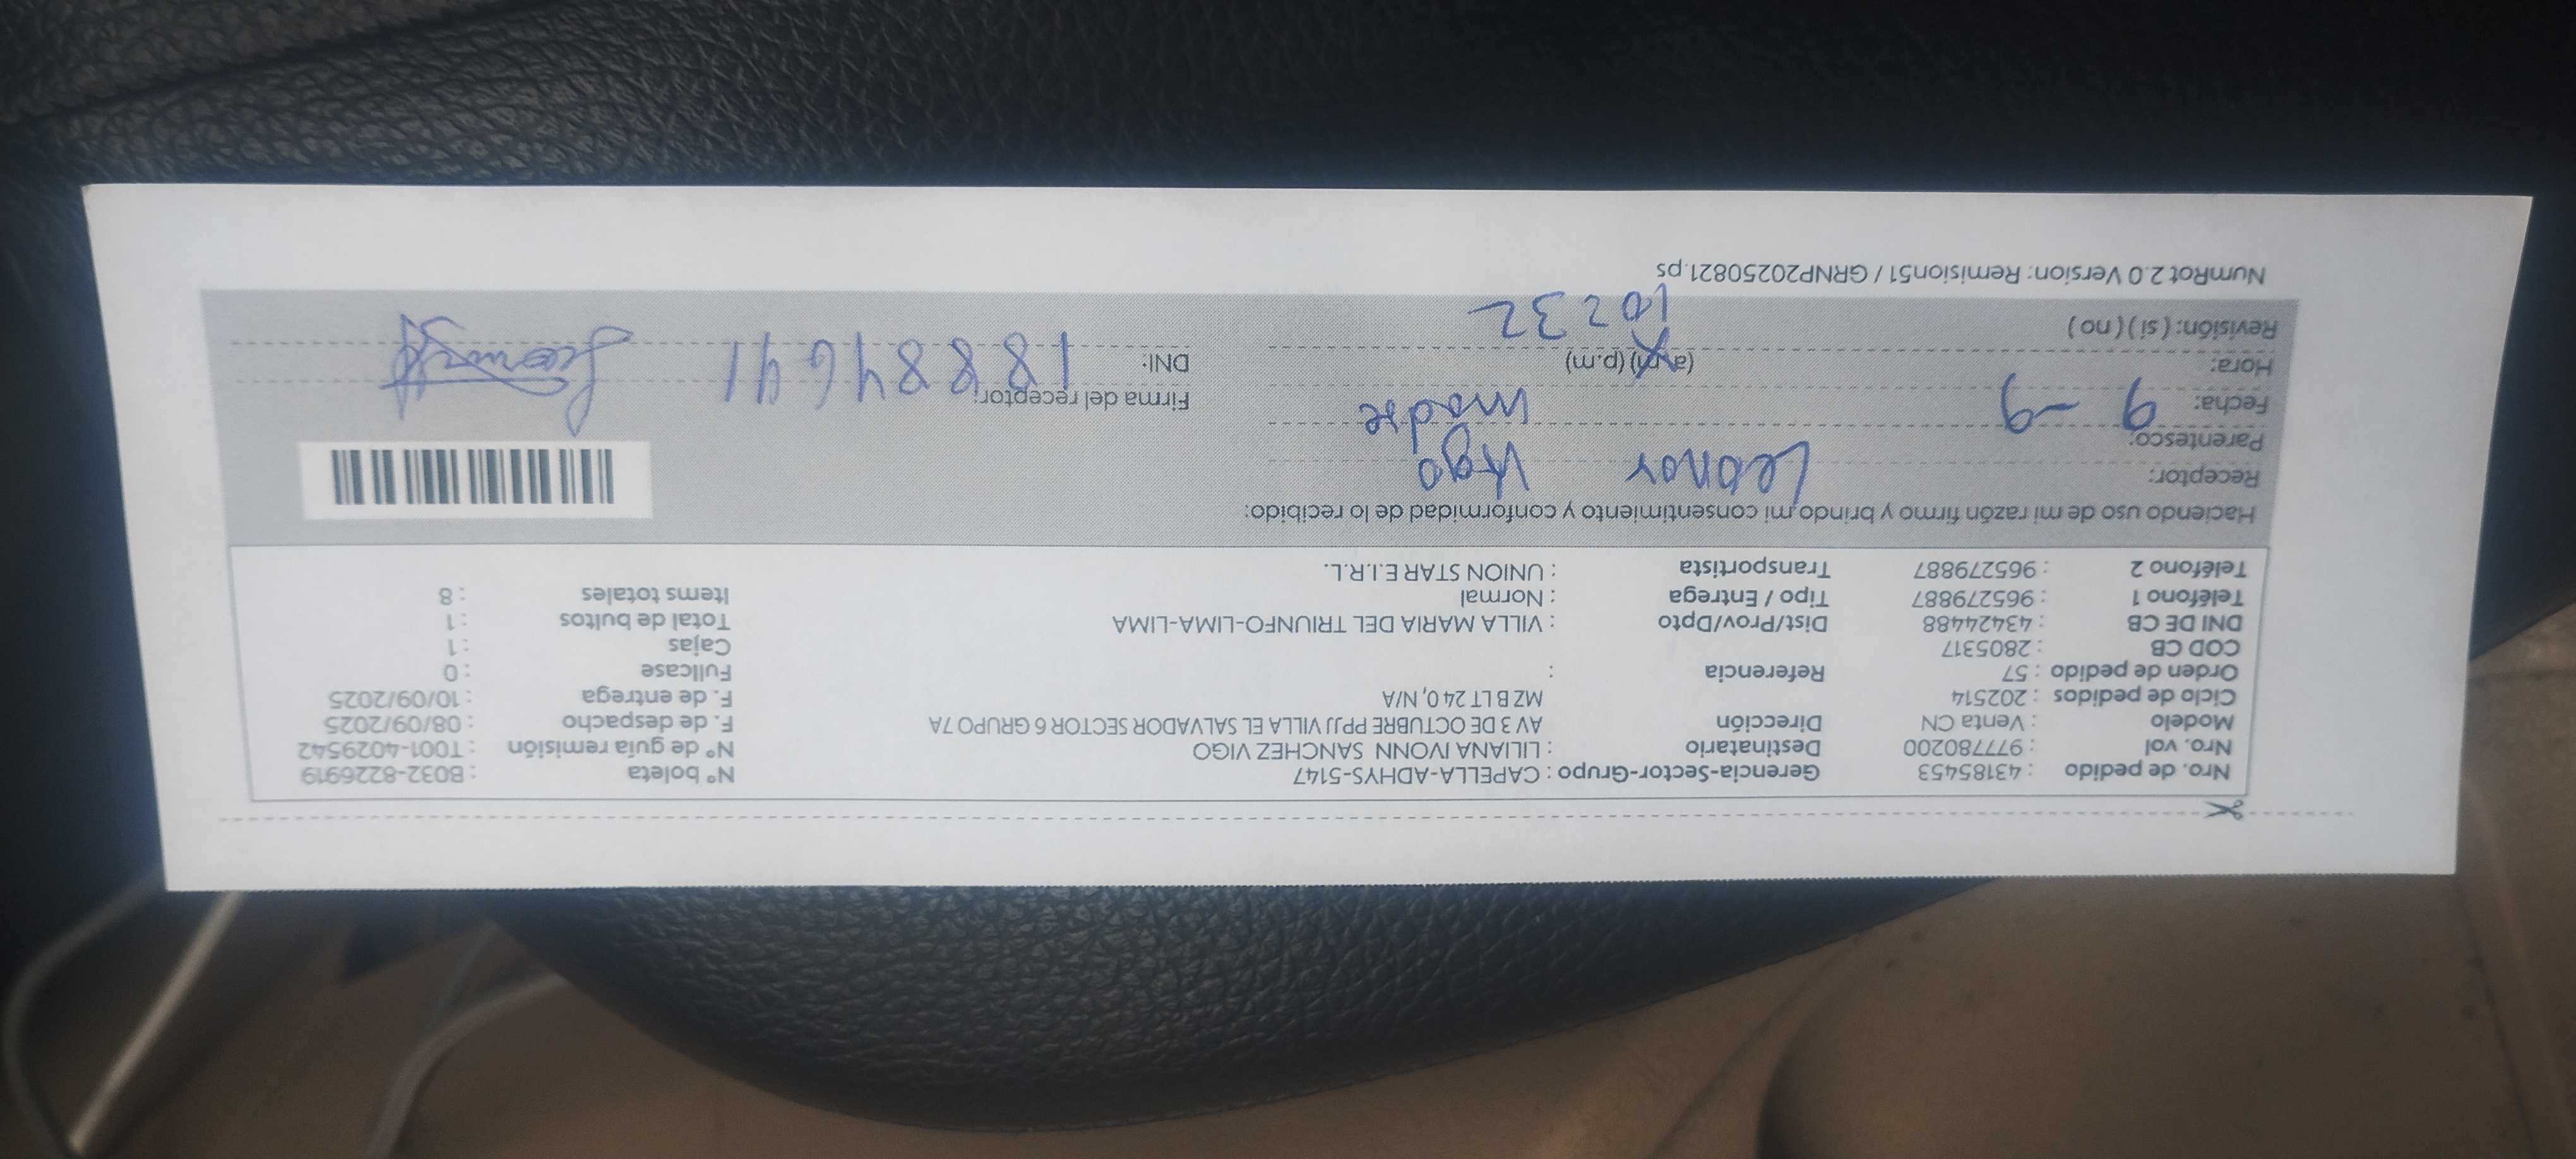 Nro. de pedido : 43185453 Gerencia-Sector-Grupo : CAPELLA-ADHYS-5147 N° boleta : B032-8226919
Nro. vol : 977780200 Destinatario : LILIANA IVONN SANCHEZ VIGO N° de guía remisión : T001-4029542
Modelo : Venta CN Dirección AV 3 DE OCTUBRE PPJJ VILLA EL SALVADOR SECTOR 6 GRUPO 7A F. de despacho : 08/09/2025
Ciclo de pedidos : 202514 MZ B LT 24 0, N/A F. de entrega : 10/09/2025
Orden de pedido : 57 Referencia : Fullcase : 0
COD CB : 2805317 Cajas : 1
DNI DE CB : 43424488 Dist/Prov/Dpto : VILLA MARIA DEL TRIUNFO-LIMA-LIMA Total de bultos : 1
Teléfono 1 : 965279887 Tipo / Entrega : Normal Items totales : 8
Teléfono 2 : 965279887 Transportista : UNION STAR E.I.R.L.
Haciendo uso de mi razón firmo y brindo mi consentimiento y conformidad de lo recibido:
Receptor: Leonor Vigo
Parentesco: madre
Fecha: 9-9 Firma del receptor:
Hora: (a.m) (p.m) DNI: 18884641
10:32
Revisión: ( si ) ( no )
NumRot 2.0 Version: Remision51 / GRNP20250821.ps